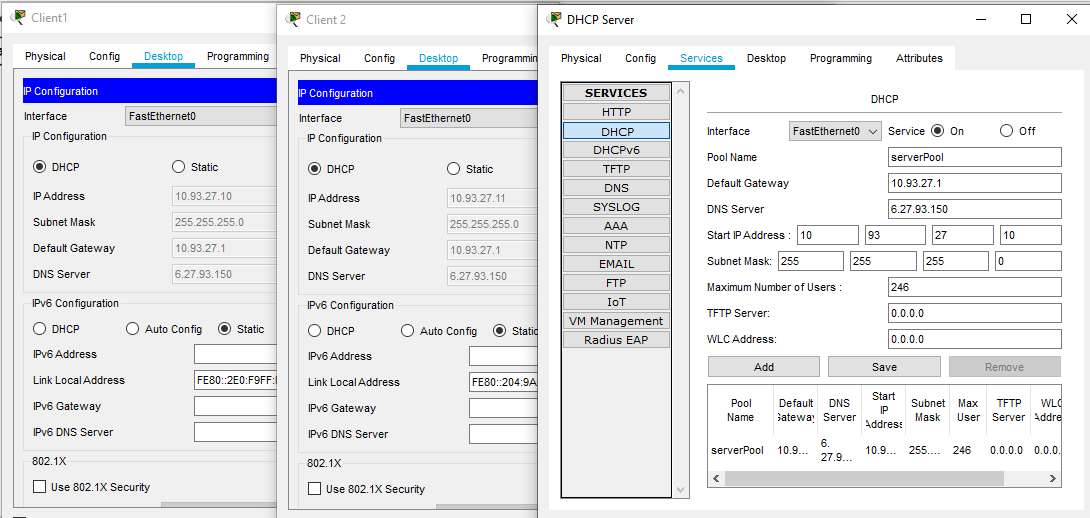 Client1
Physical Config Desktop Programming
IP Configuration
Interface FastEthernet0
IP Configuration
DHCP Static
IP Address 10.93.27.10
Subnet Mask 255.255.255.0
Default Gateway 10.93.27.1
DNS Server 6.27.93.150
IPv6 Configuration
DHCP Auto Config Static
IPv6 Address
Link Local Address FE80::2E0:F9FF:
IPv6 Gateway
IPv6 DNS Server
802.1X
Use 802.1X Security
Client 2
Physical Config Desktop Programmin
IP Configuration
Interface FastEthernet0
IP Configuration
DHCP Static
IP Address 10.93.27.11
Subnet Mask 255.255.255.0
Default Gateway 10.93.27.1
DNS Server 6.27.93.150
IPv6 Configuration
DHCP Auto Config Static
IPv6 Address
Link Local Address FE80::204:9A
IPv6 Gateway
IPv6 DNS Server
802.1X
Use 802.1X Security
DHCP Server
Physical Config Services Desktop Programming Attributes
SERVICES
HTTP
DHCP
DHCPv6
TFTP
DNS
SYSLOG
AAA
NTP
EMAIL
FTP
IoT
VM Management
Radius EAP
DHCP
Interface FastEthernet0 Service On Off
Pool Name serverPool
Default Gateway 10.93.27.1
DNS Server 6.27.93.150
Start IP Address : 10 93 27 10
Subnet Mask: 255 255 255 0
Maximum Number of Users : 246
TFTP Server: 0.0.0.0
WLC Address: 0.0.0.0
Add Save Remove
Pool Name Default Gateway DNS Server Start IP Address Subnet Mask Max User TFTP Server WLC Addre
serverPool 10.9... 6.27.9... 10.9... 255.... 246 0.0.0.0 0.0.0.